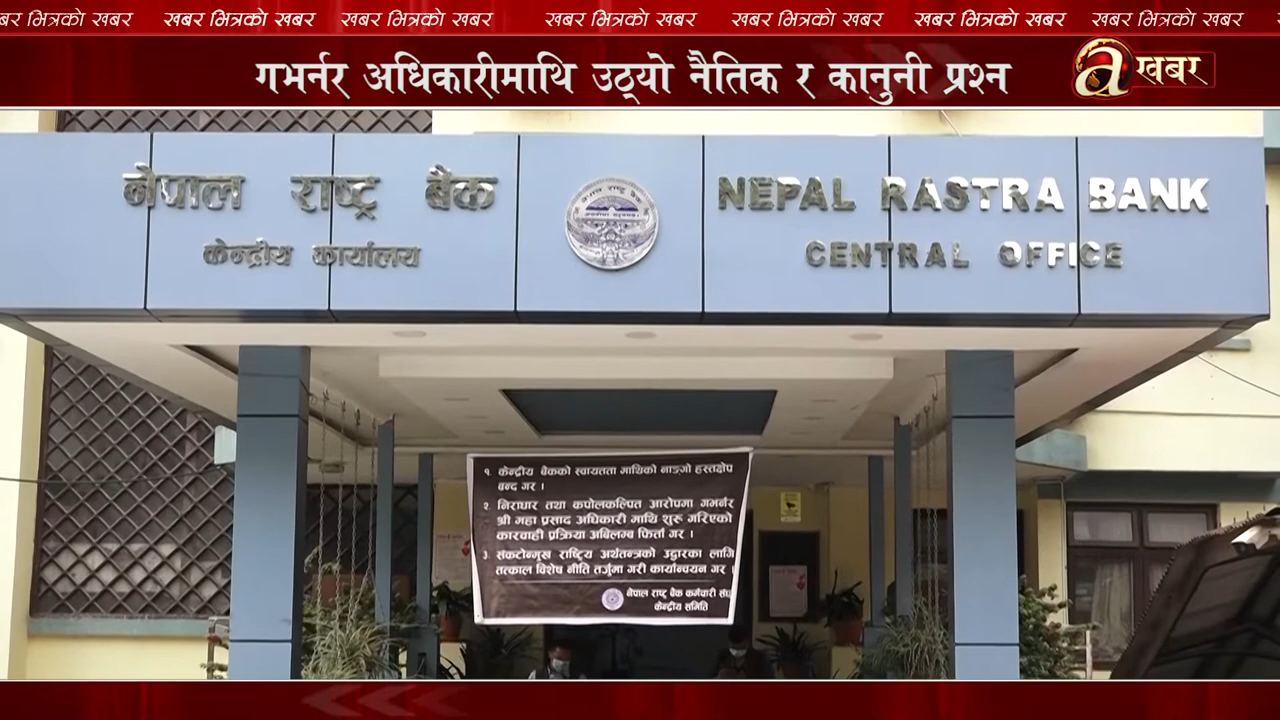 खबर भित्रको खबर खबर भित्रको खबर खबर भित्रको खबर खबर भित्रको खबर खबर भित्रको खबर खबर भित्रको खबर खबर भित्रको खबर
गभर्नर अधिकारीमाथि उठ्यो नैतिक र कानुनी प्रश्न
a खबर
नेपाल राष्ट्र बैंक
केन्द्रीय कार्यालय
NEPAL RASTRA BANK
CENTRAL OFFICE
१. केन्द्रीय बैंकको स्वायतता माथिको नाङ्गो हस्तक्षेप
बन्द गर ।
२. निराधार तथा कपोलकल्पित आरोपमा गभर्नर
श्री महा प्रसाद अधिकारी माथि शुरू गरिएको
कारवाही प्रक्रिया अबिलम्ब फिर्ता गर ।
३. संकटोन्मुख राष्ट्रिय अर्थतन्त्रको उद्धारका लागि
तत्काल विशेष नीति तर्जुमा गरी कार्यान्वयन गर ।
नेपाल राष्ट्र बैंक कर्मचारी संघ
केन्द्रीय समिति